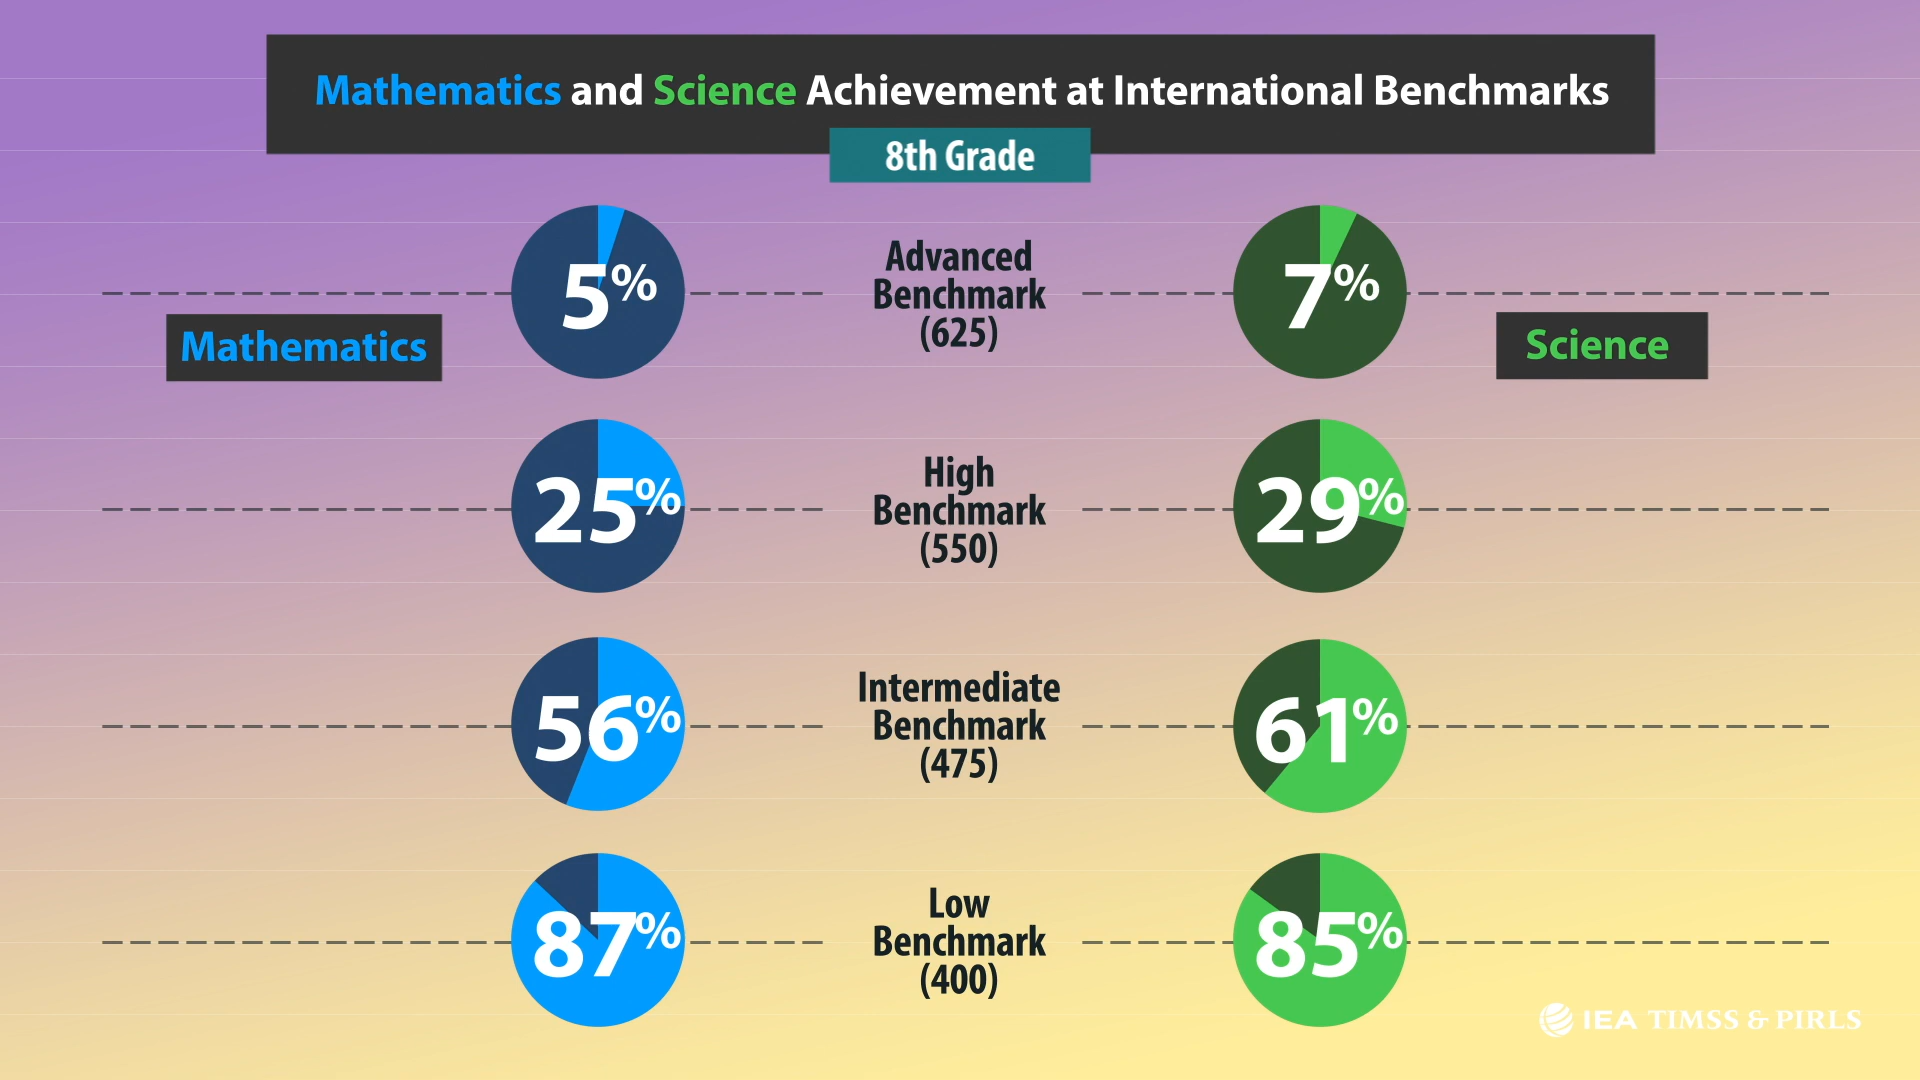 Mathematics and Science Achievement at International Benchmarks
8th Grade
Mathematics
Science
5%
Advanced
Benchmark
(625)
7%
25%
High
Benchmark
(550)
29%
56%
Intermediate
Benchmark
(475)
61%
87%
Low
Benchmark
(400)
85%
IEA TIMSS & PIRLS